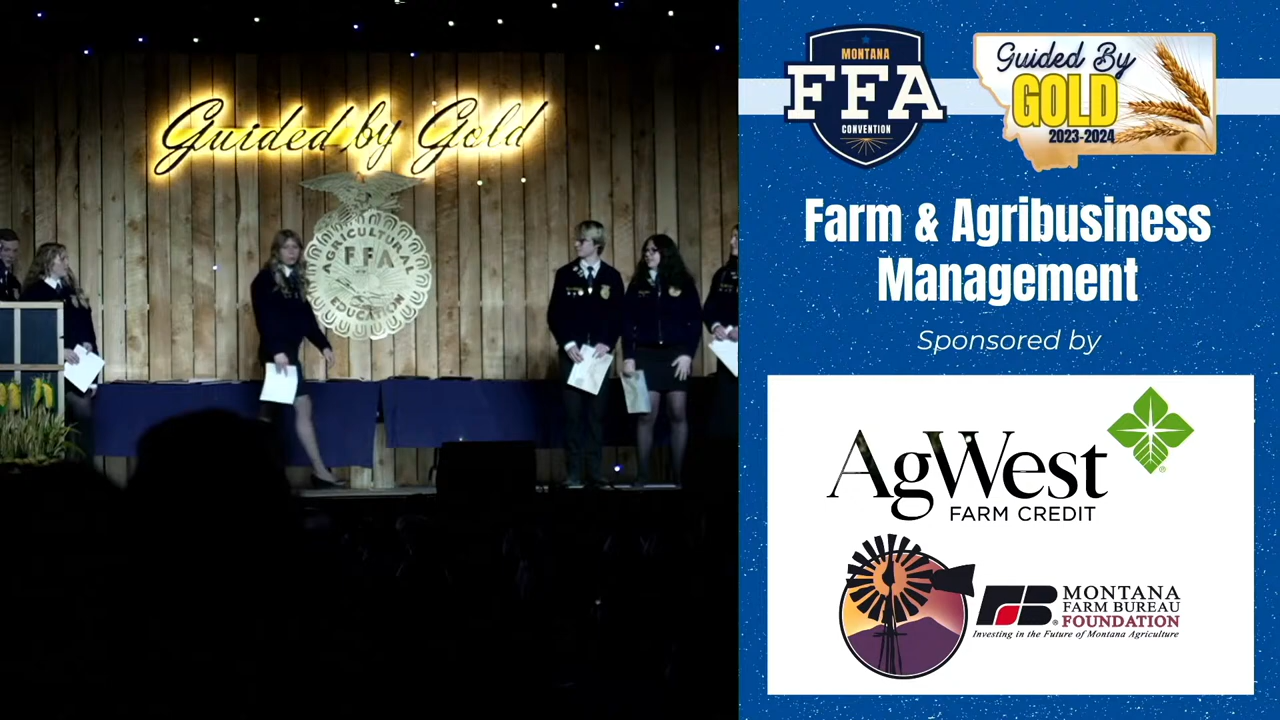 Guided by Gold
AGRICULTURAL
FFA
EDUCATION
MONTANA
FFA
CONVENTION
Guided By
GOLD
2023-2024
Farm & Agribusiness
Management
Sponsored by
AgWest
FARM CREDIT
FB
MONTANA
FARM BUREAU
FOUNDATION
Investing in the Future of Montana Agriculture